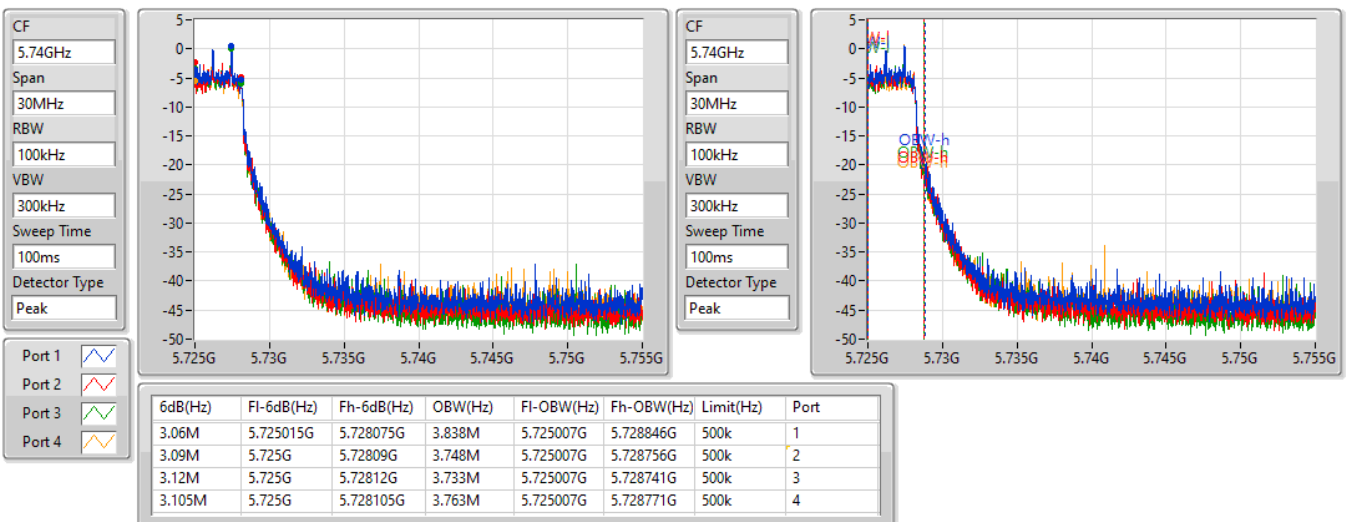 CF
5.74GHz
Span
30MHz
RBW
100kHz
VBW
300kHz
Sweep Time
100ms
Detector Type
Peak
5
0
-5
-10
-15
-20
-25
-30
-35
-40
-45
-50
5.725G 5.73G 5.735G 5.74G 5.745G 5.75G 5.755G
CF
5.74GHz
Span
30MHz
RBW
100kHz
VBW
300kHz
Sweep Time
100ms
Detector Type
Peak
5
0
-5
-10
-15
-20
-25
-30
-35
-40
-45
-50
OBW-h
OBW-h
5.725G 5.73G 5.735G 5.74G 5.745G 5.75G 5.755G
Port 1
Port 2
Port 3
Port 4
6dB(Hz) Fl-6dB(Hz) Fh-6dB(Hz) OBW(Hz) Fl-OBW(Hz) Fh-OBW(Hz) Limit(Hz) Port
3.06M 5.725015G 5.728075G 3.838M 5.725007G 5.728846G 500k 1
3.09M 5.725G 5.72809G 3.748M 5.725007G 5.728756G 500k 2
3.12M 5.725G 5.72812G 3.733M 5.725007G 5.728741G 500k 3
3.105M 5.725G 5.728105G 3.763M 5.725007G 5.728771G 500k 4